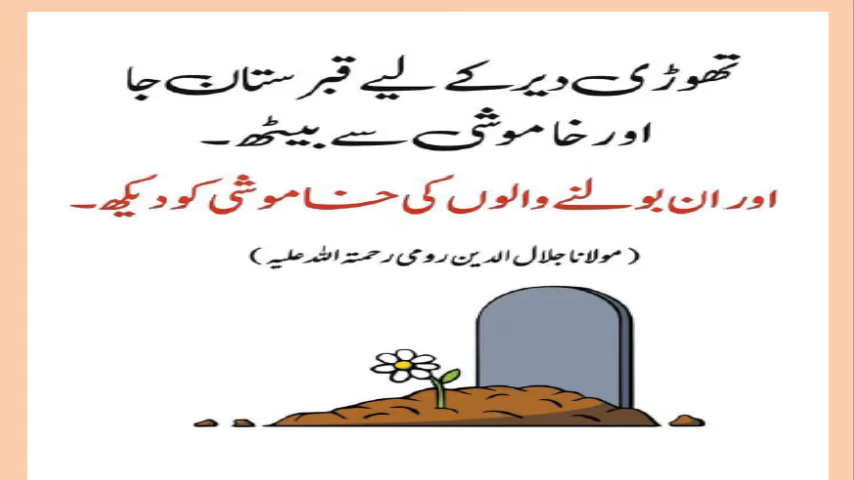 تھوڑی دیر کے لیے قبرستان جا
اور خاموشی سے بیٹھ۔
اور ان بولنے والوں کی خاموشی کو دیکھ۔
(مولانا جلال الدین رومی رحمتہ اللہ علیہ)